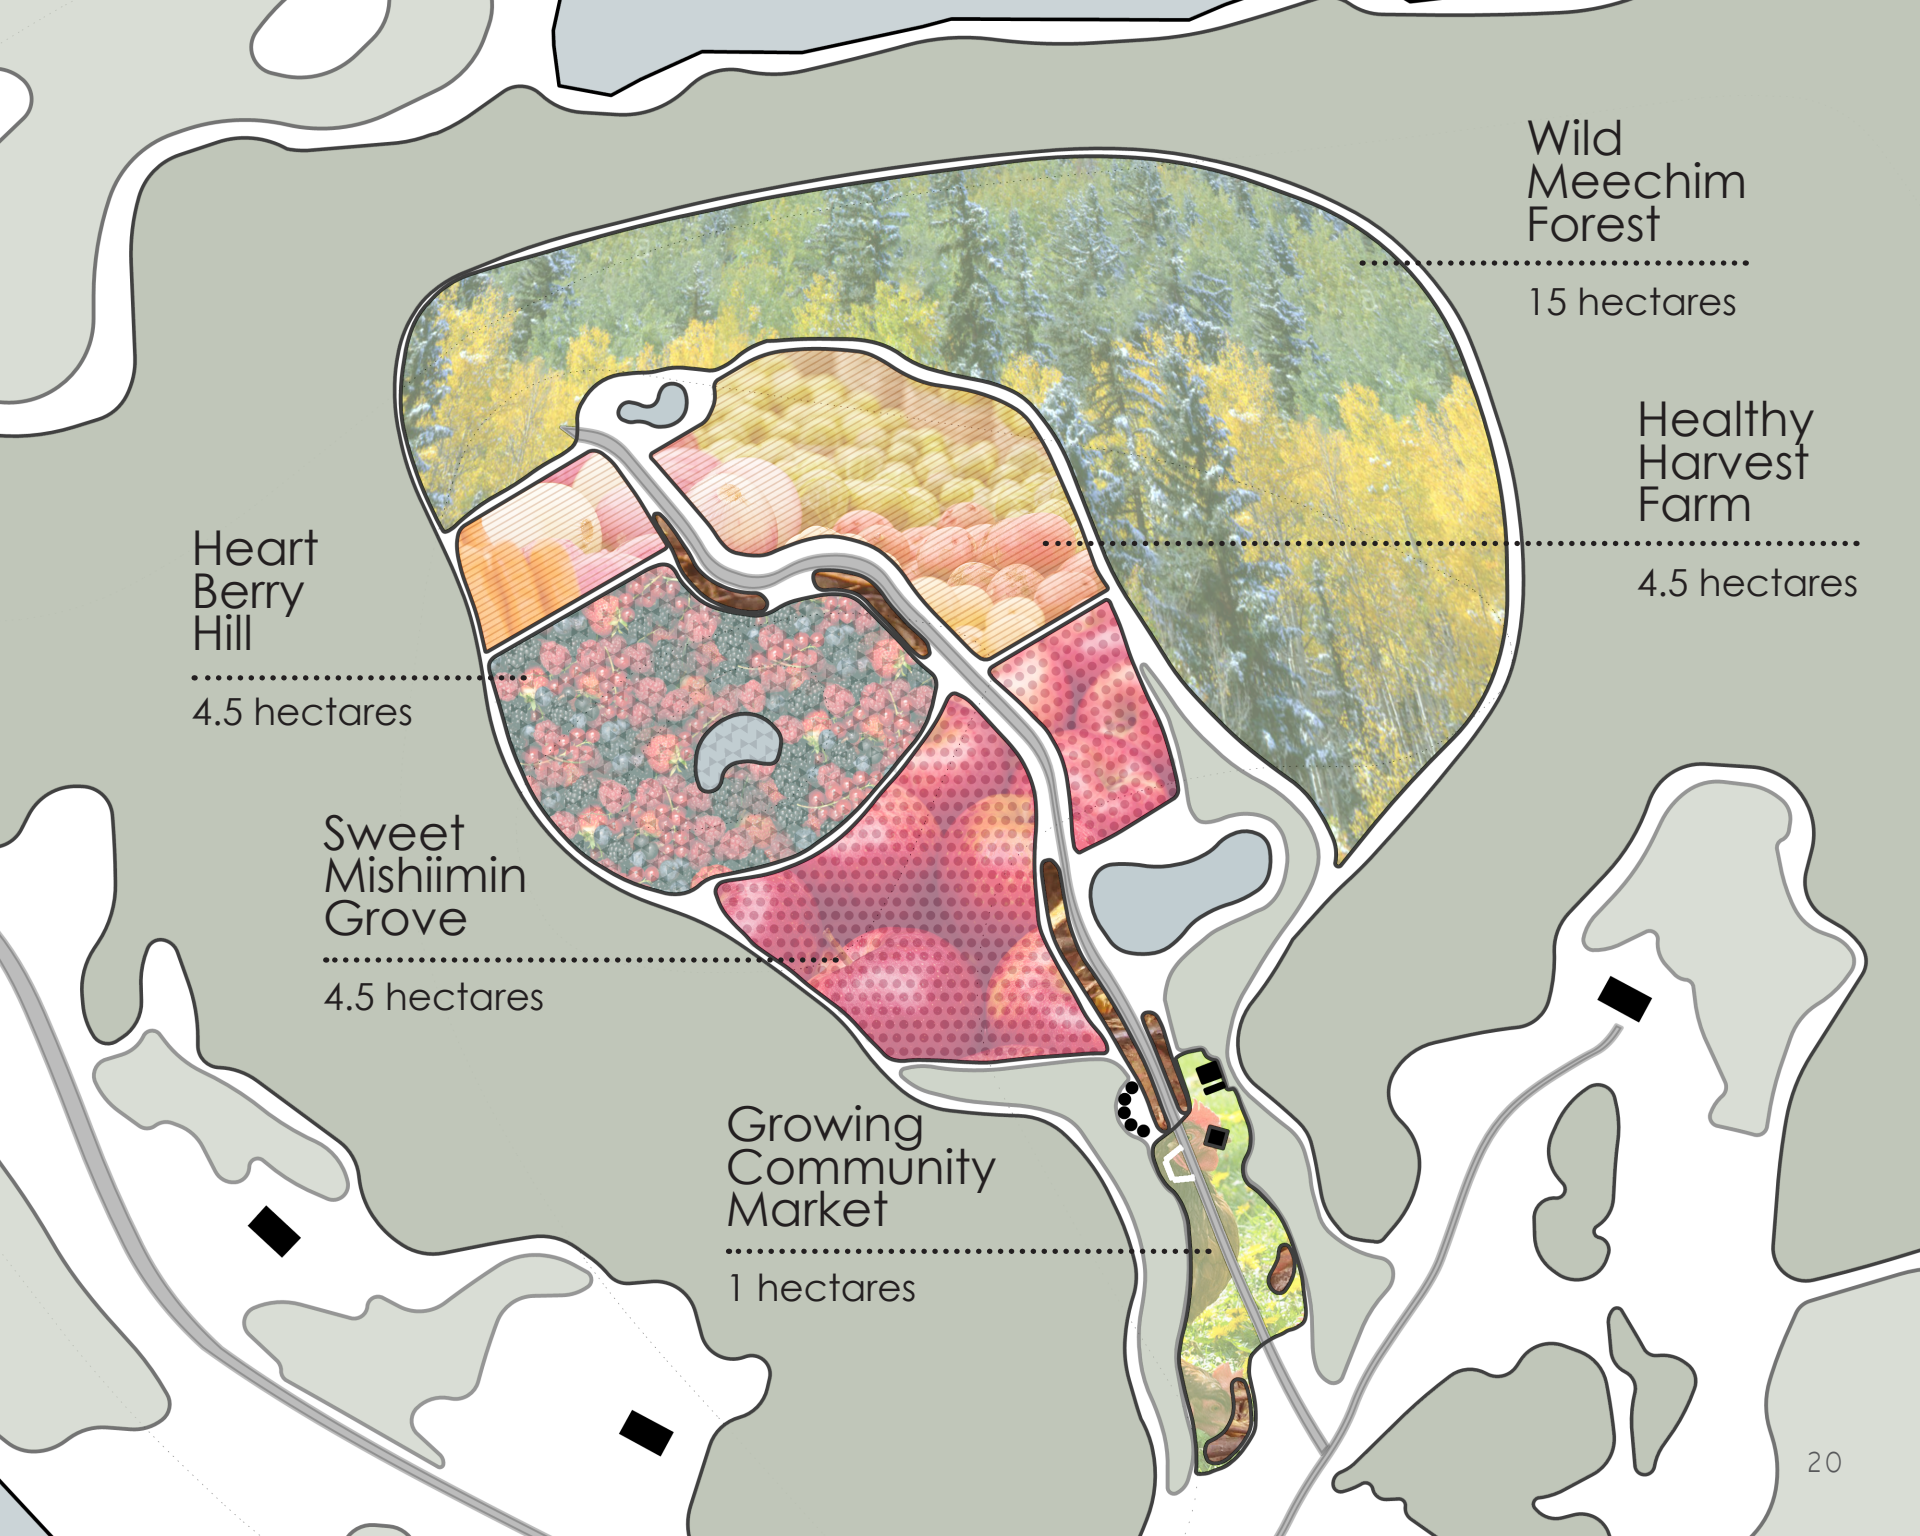 Wild
Meechim
Forest
15 hectares
Healthy
Harvest
Farm
4.5 hectares
Heart
Berry
Hill
4.5 hectares
Sweet
Mishiimin
Grove
4.5 hectares
Growing
Community
Market
1 hectares
20